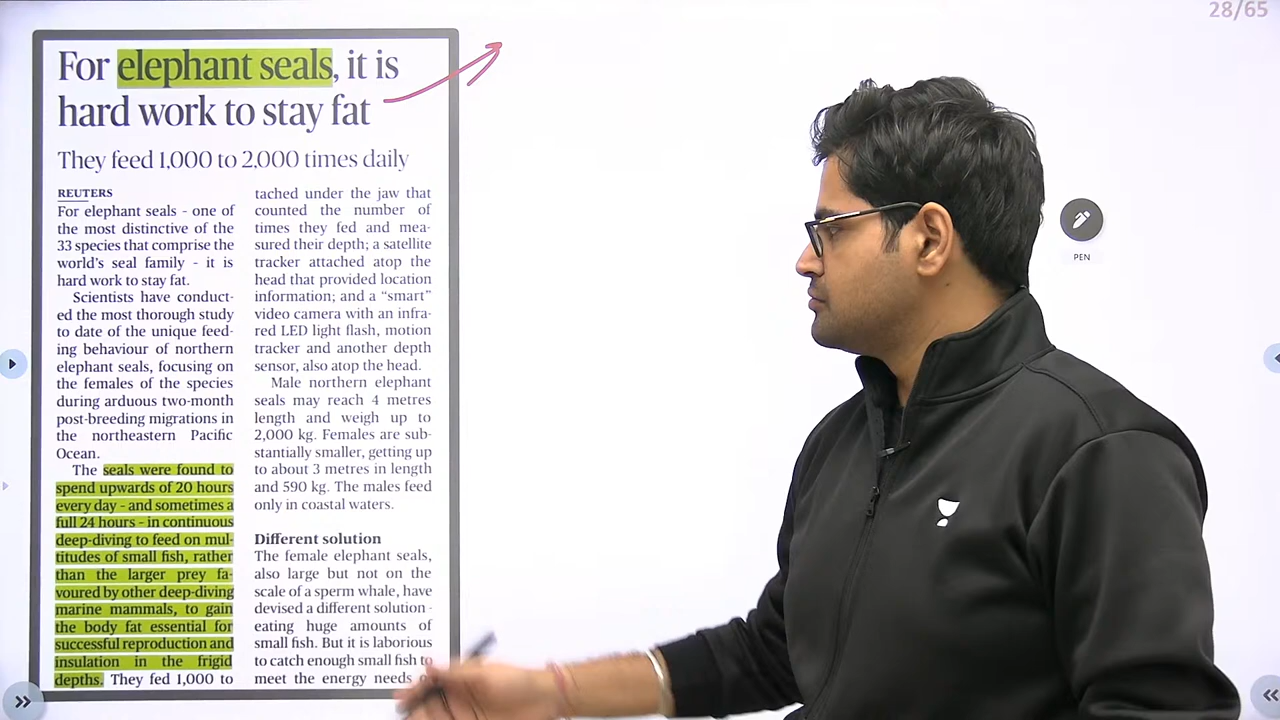 28/65
For elephant seals, it is
hard work to stay fat
They feed 1,000 to 2,000 times daily
REUTERS
For elephant seals - one of
the most distinctive of the
33 species that comprise the
world's seal family - it is
hard work to stay fat.
Scientists have conduct-
ed the most thorough study
to date of the unique feed-
ing behaviour of northern
elephant seals, focusing on
the females of the species
during arduous two-month
post-breeding migrations in
the northeastern Pacific
Ocean.
The seals were found to
spend upwards of 20 hours
every day - and sometimes a
full 24 hours - in continuous
deep-diving to feed on mul-
titudes of small fish, rather
than the larger prey fa-
voured by other deep-diving
marine mammals, to gain
the body fat essential for
successful reproduction and
insulation in the frigid
depths. They fed 1,000 to
tached under the jaw that
counted the number of
times they fed and mea-
sured their depth; a satellite
tracker attached atop the
head that provided location
information; and a “smart”
video camera with an infra-
red LED light flash, motion
tracker and another depth
sensor, also atop the head.
Male northern elephant
seals may reach 4 metres
length and weigh up to
2,000 kg. Females are sub-
stantially smaller, getting up
to about 3 metres in length
and 590 kg. The males feed
only in coastal waters.
Different solution
The female elephant seals,
also large but not on the
scale of a sperm whale, have
devised a different solution -
eating huge amounts of
small fish. But it is laborious
to catch enough small fish to
meet the energy needs
PEN